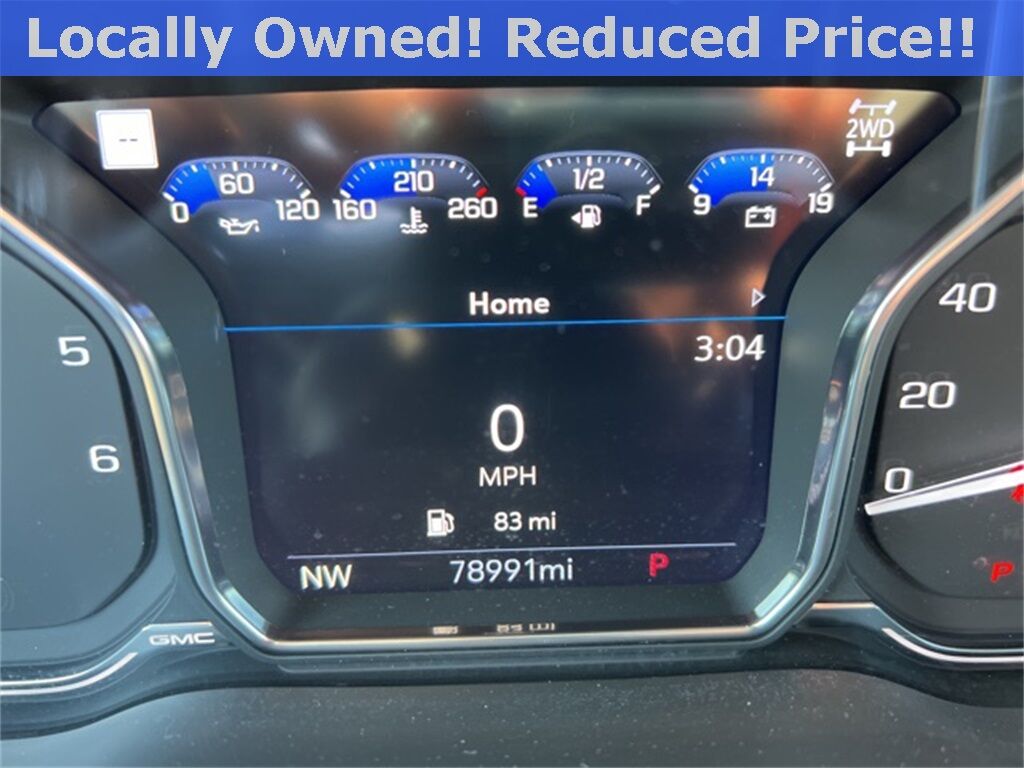 Locally Owned! Reduced Price!!
--
2WD
60
0 120
210
160 260
1/2
E F
14
9 19
Home
3:04
40
5
20
0
MPH
6
0
83 mi
NW 78991mi P
P
GMC